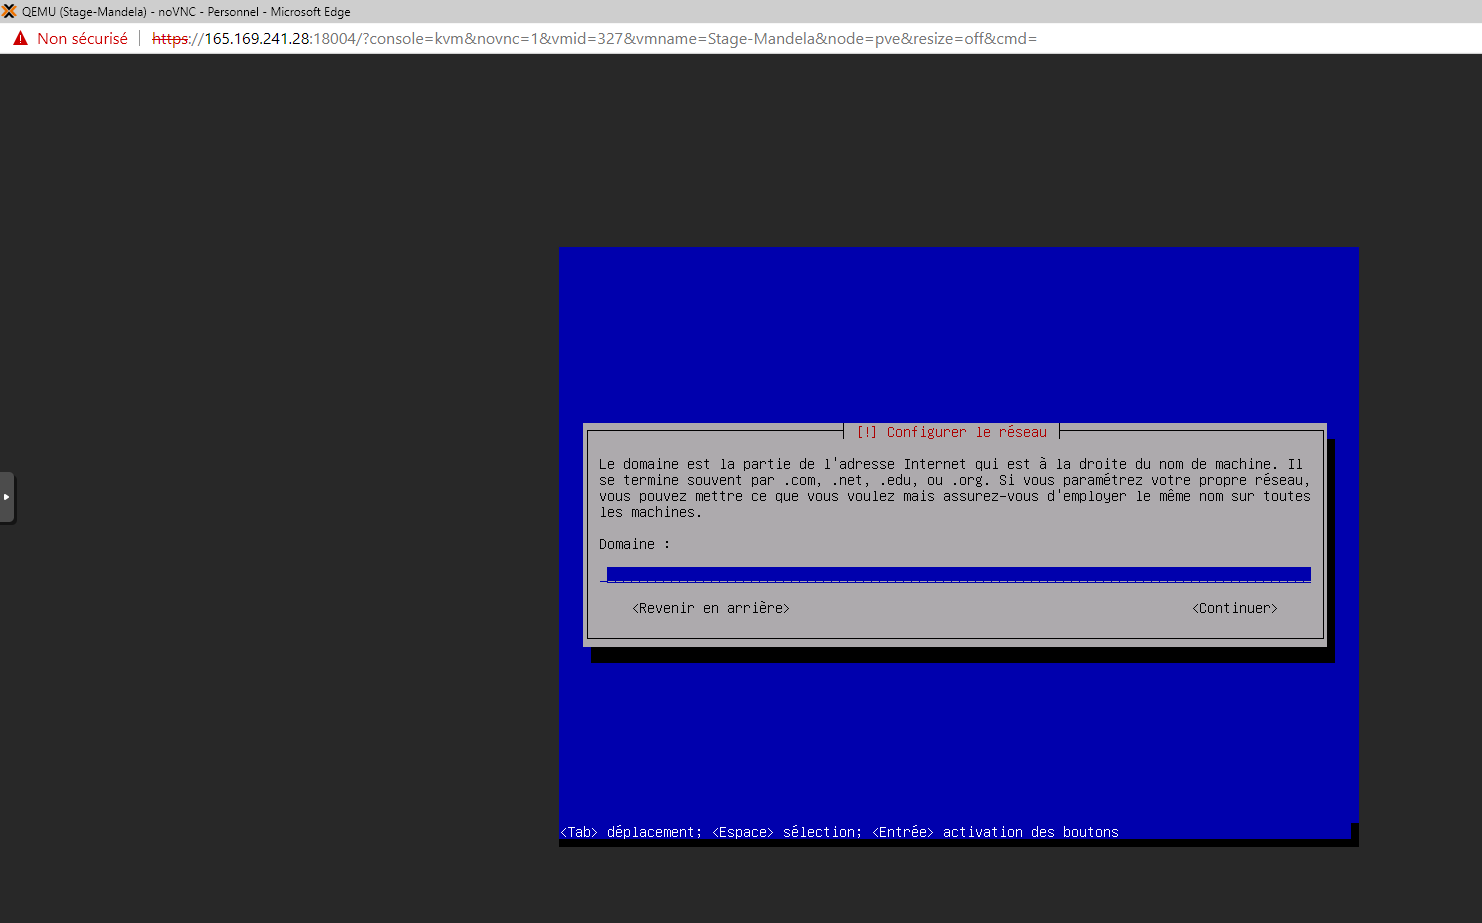 QEMU (Stage-Mandela) - noVNC - Personnel - Microsoft Edge
Non sécurisé | https://165.169.241.28:18004/?console=kvm&novnc=1&vmid=327&vmname=Stage-Mandela&node=pve&resize=off&cmd=
[!] Configurer le réseau
Le domaine est la partie de l'adresse Internet qui est à la droite du nom de machine. Il
se termine souvent par .com, .net, .edu, ou .org. Si vous paramétrez votre propre réseau,
vous pouvez mettre ce que vous voulez mais assurez-vous d'employer le même nom sur toutes
les machines.
Domaine :
<Revenir en arrière> <Continuer>
<Tab> déplacement; <Espace> sélection; <Entrée> activation des boutons